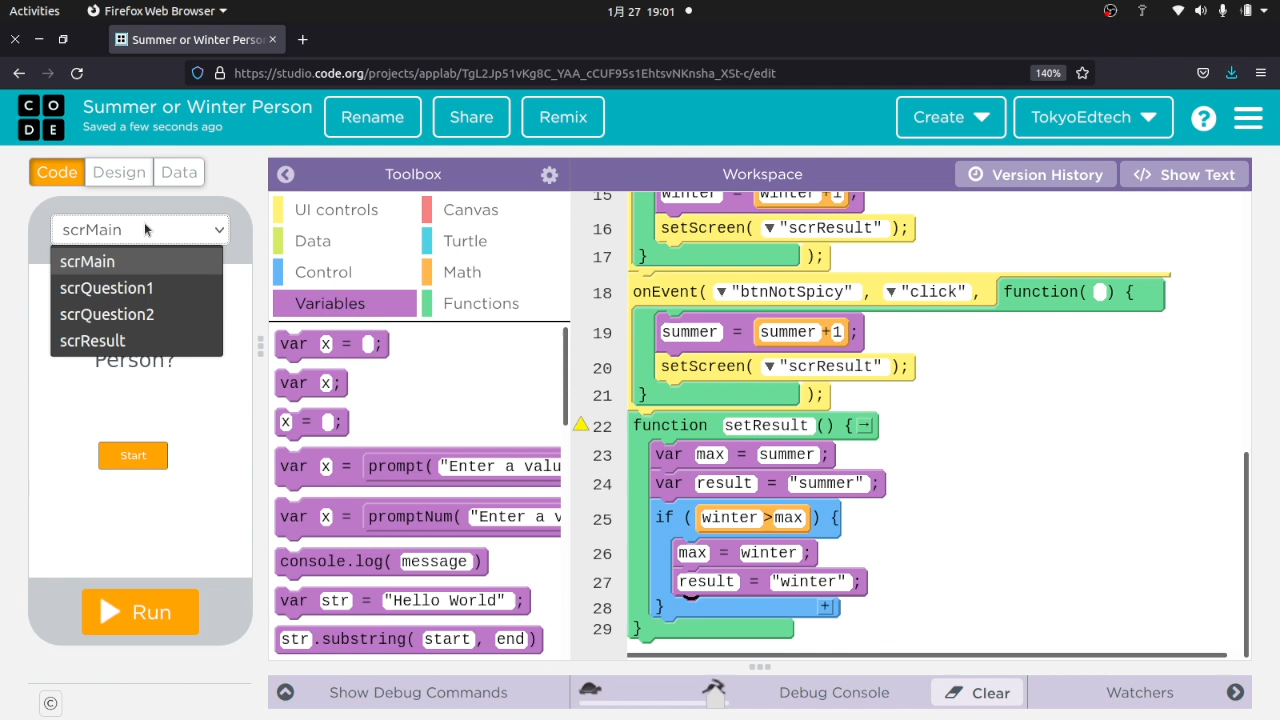 Activities Firefox Web Browser 1月 27 19:01
Summer or Winter Perso
https://studio.code.org/projects/applab/TgL2Jp51vKg8C_YAA_cCUF95s1EhtsvNKnsha_XSt-c/edit 140%
CODE Summer or Winter Person Rename Share Remix Create TokyoEdtech ?
Saved a few seconds ago
Code Design Data Toolbox Workspace Version History </> Show Text
scrMain
scrMain
scrQuestion1
scrQuestion2
scrResult
Person?
Start
Run
©
UI controls Canvas
Data Turtle
Control Math
Variables Functions
var x = ;
var x;
x = ;
var x = prompt( "Enter a valu
var x = promptNum( "Enter a v
console.log( message )
var str = "Hello World" ;
str.substring( start, end)
15 winter = winter +1 ;
16 setScreen( ▼"scrResult" );
17 } );
18 onEvent( ▼"btnNotSpicy" , ▼"click", function( ) {
19 summer = summer +1 ;
20 setScreen( ▼"scrResult" );
21 } );
22 function setResult () { →
23 var max = summer ;
24 var result = "summer" ;
25 if ( winter > max ) {
26 max = winter ;
27 result = "winter" ;
28 } +
29 }
Show Debug Commands Debug Console Clear Watchers